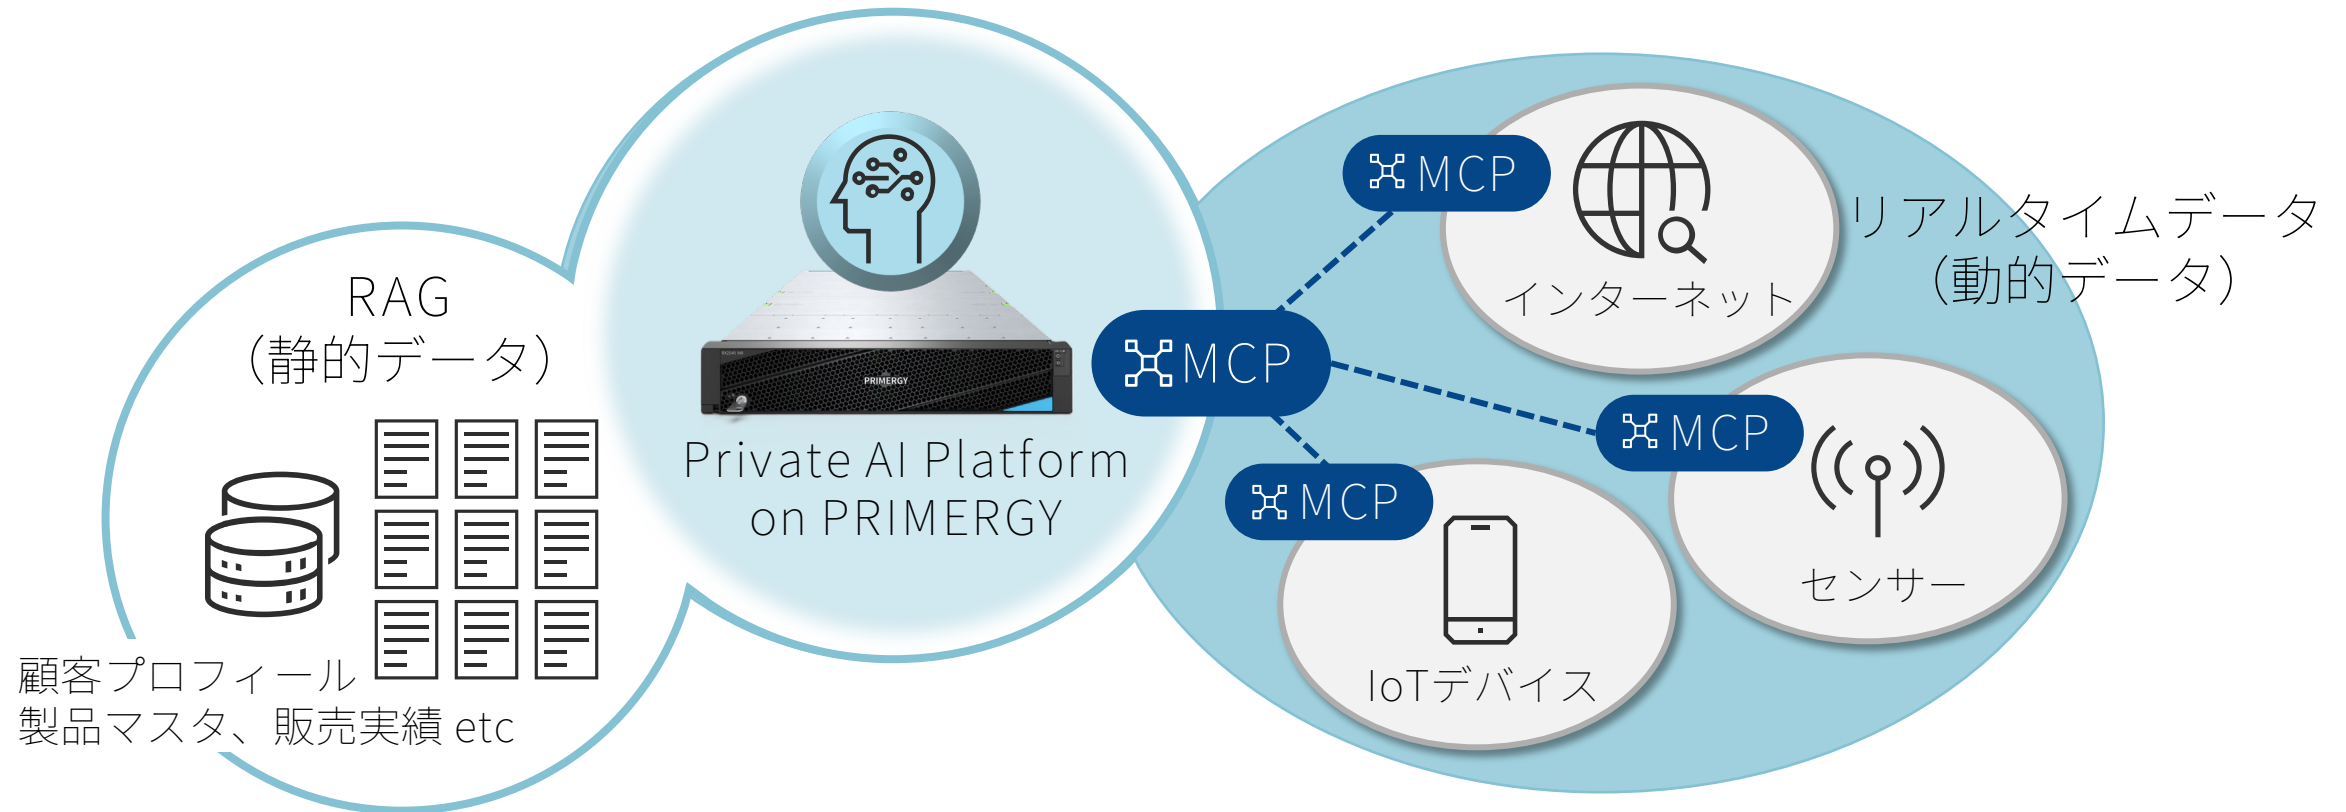 RAG
（静的データ）
顧客プロフィール
製品マスタ、販売実績 etc
PRIMERGY
Private AI Platform
on PRIMERGY
MCP
MCP
インターネット
リアルタイムデータ
（動的データ）
MCP
センサー
MCP
IoTデバイス